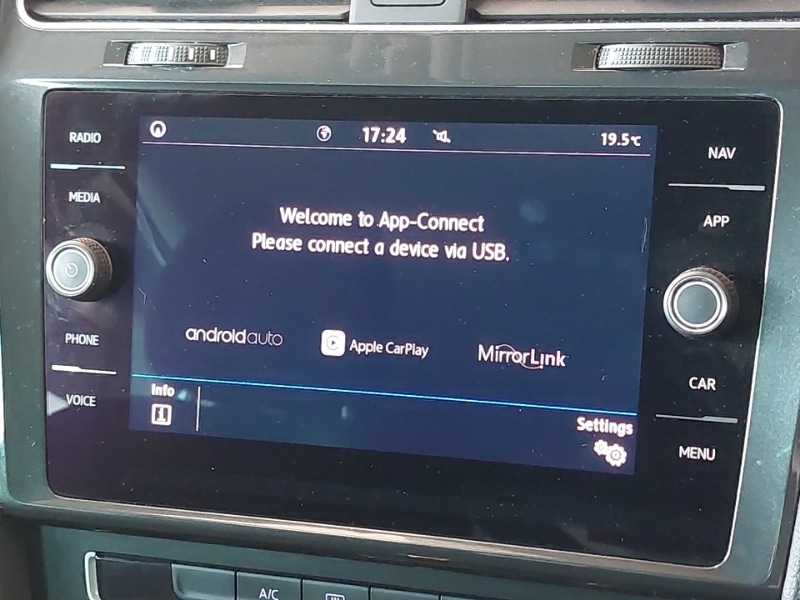 RADIO
MEDIA
PHONE
VOICE
17:24
19.5°C
Welcome to App-Connect
Please connect a device via USB.
androidauto
Apple CarPlay
MirrorLink
Info
Settings
NAV
APP
CAR
MENU
A/C